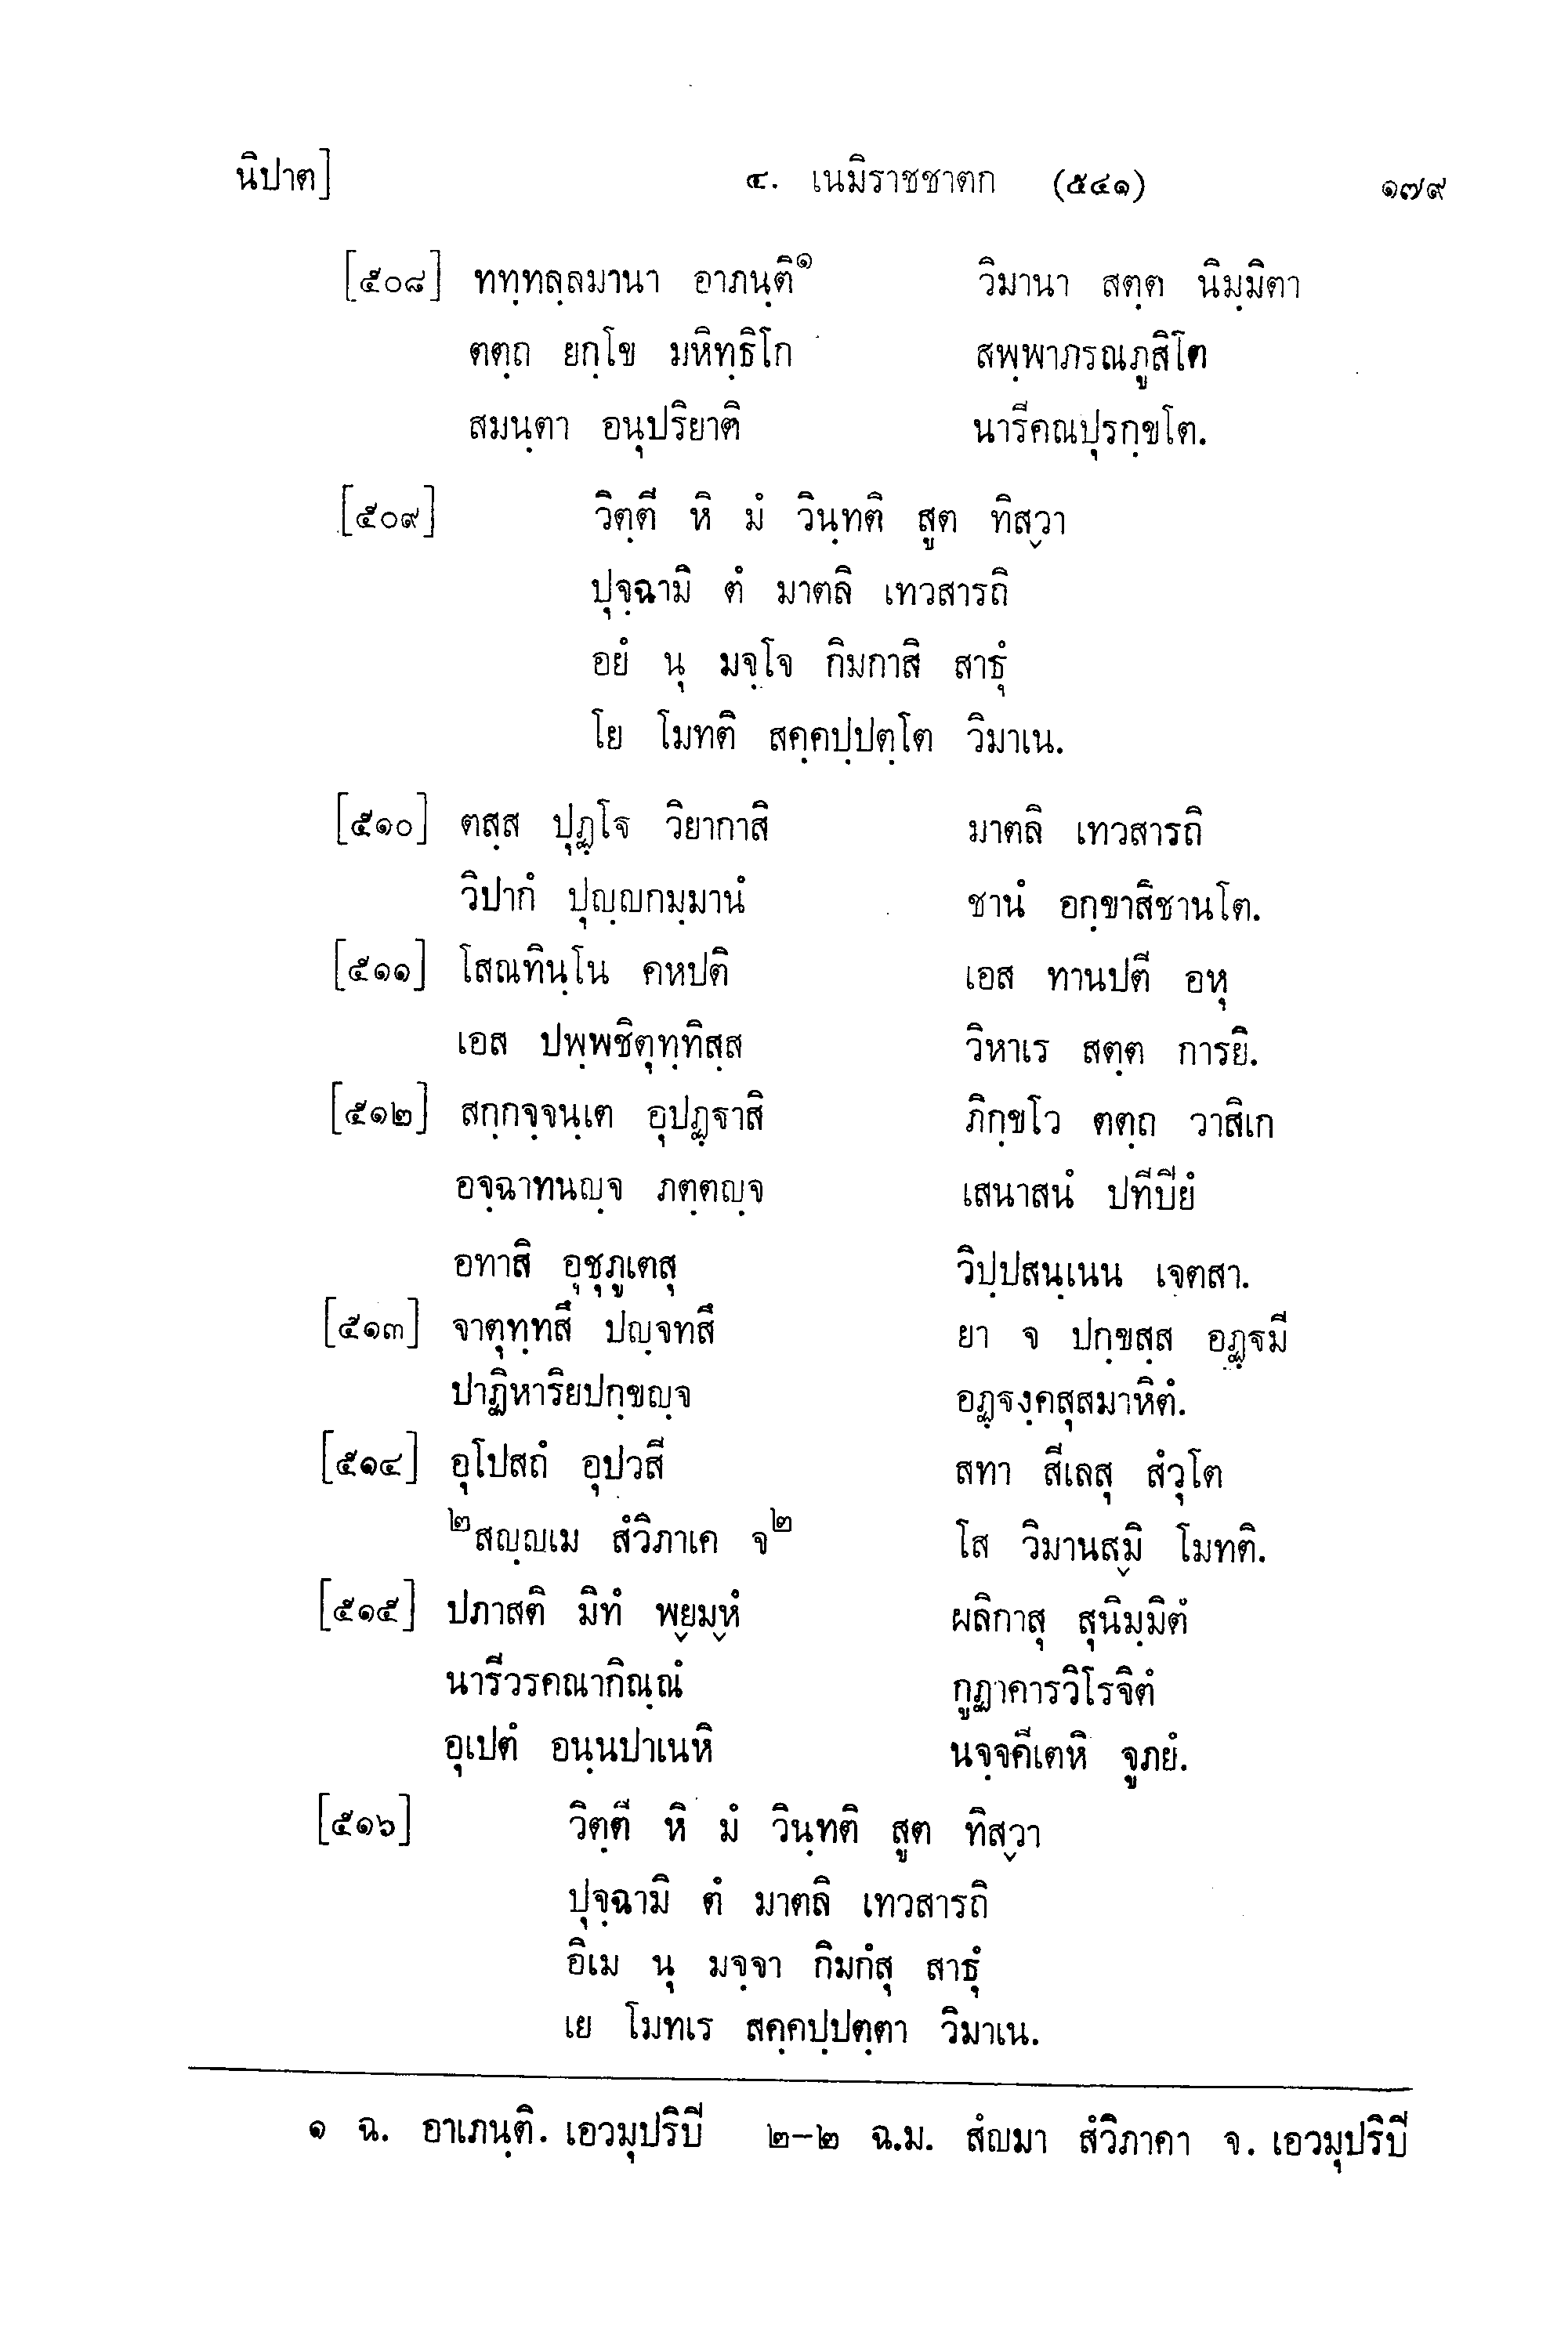 นิปาต] ๔. เนมิราชชาตก (๕๔๑) ๑๗๙
[๕๐๘] ททฺทลฺลมานา อาภนฺติ๑ วิมานา สตฺต นิมฺมิตา
ตตฺถ ยกฺโข มหิทฺธิโก สพฺพาภรณภูสิโต
สมนฺตา อนุปริยาติ นารีคณปุรกฺขโต.
[๕๐๙] วิตฺตี หิ มํ วินฺทติ สูต ทิสฺวา
ปุจฺฉามิ ตํ มาตลิ เทวสารถิ
อยํ นุ มจฺโจ กิมกาสิ สาธุํ
โย โมทติ สคฺคปฺปตฺโต วิมาเน.
[๕๑๐] ตสฺส ปุฏฺโฐ วิยากาสิ มาตลิ เทวสารถิ
วิปากํ ปุญฺญกมฺมานํ ชานํ อกฺขาสิชานโต.
[๕๑๑] โสณทินฺโน คหปติ เอส ทานปตี อหุ
เอส ปพฺพชิตุทฺทิสฺส วิหาเร สตฺต การยิ.
[๕๑๒] สกฺกจฺจนฺเต อุปฏฺฐาสิ ภิกฺขโว ตตฺถ วาสิเก
อจฺฉาทนญฺจ ภตฺตญฺจ เสนาสนํ ปทีปิยํ
อทาสิ อุชุภูเตสุ วิปฺปสนฺเนน เจตสา.
[๕๑๓] จาตุทฺทสึ ปญฺจทสึ ยา จ ปกฺขสฺส อฏฺฐมี
ปาฏิหาริยปกฺขญฺจ อฏฺฐงฺคสุสมาหิตํ.
[๕๑๔] อุโปสถํ อุปวสี สทา สีเลสุ สํวุโต
๒สญฺญเม สํวิภาเค จ๒ โส วิมานสฺมิ โมทติ.
[๕๑๕] ปภาสติ มิทํ พฺยมฺหํ ผลิกาสุ สุนิมฺมิตํ
นารีวรคณากิณฺณํ กูฏาคารวิโรจิตํ
อุเปตํ อนฺนปาเนหิ นจฺจคีเตหิ จูภยํ.
[๕๑๖] วิตฺตี หิ มํ วินฺทติ สูต ทิสฺวา
ปุจฺฉามิ ตํ มาตลิ เทวสารถิ
อิเม นุ มจฺจา กิมกํสุ สาธุํ
เย โมทเร สคฺคปฺปตฺตา วิมาเน.
๑ ฉ. อาเภนฺติ. เอวมุปริปี ๒-๒ ฉ.ม. สํญมา สํวิภาคา จ. เอวมุปริปี